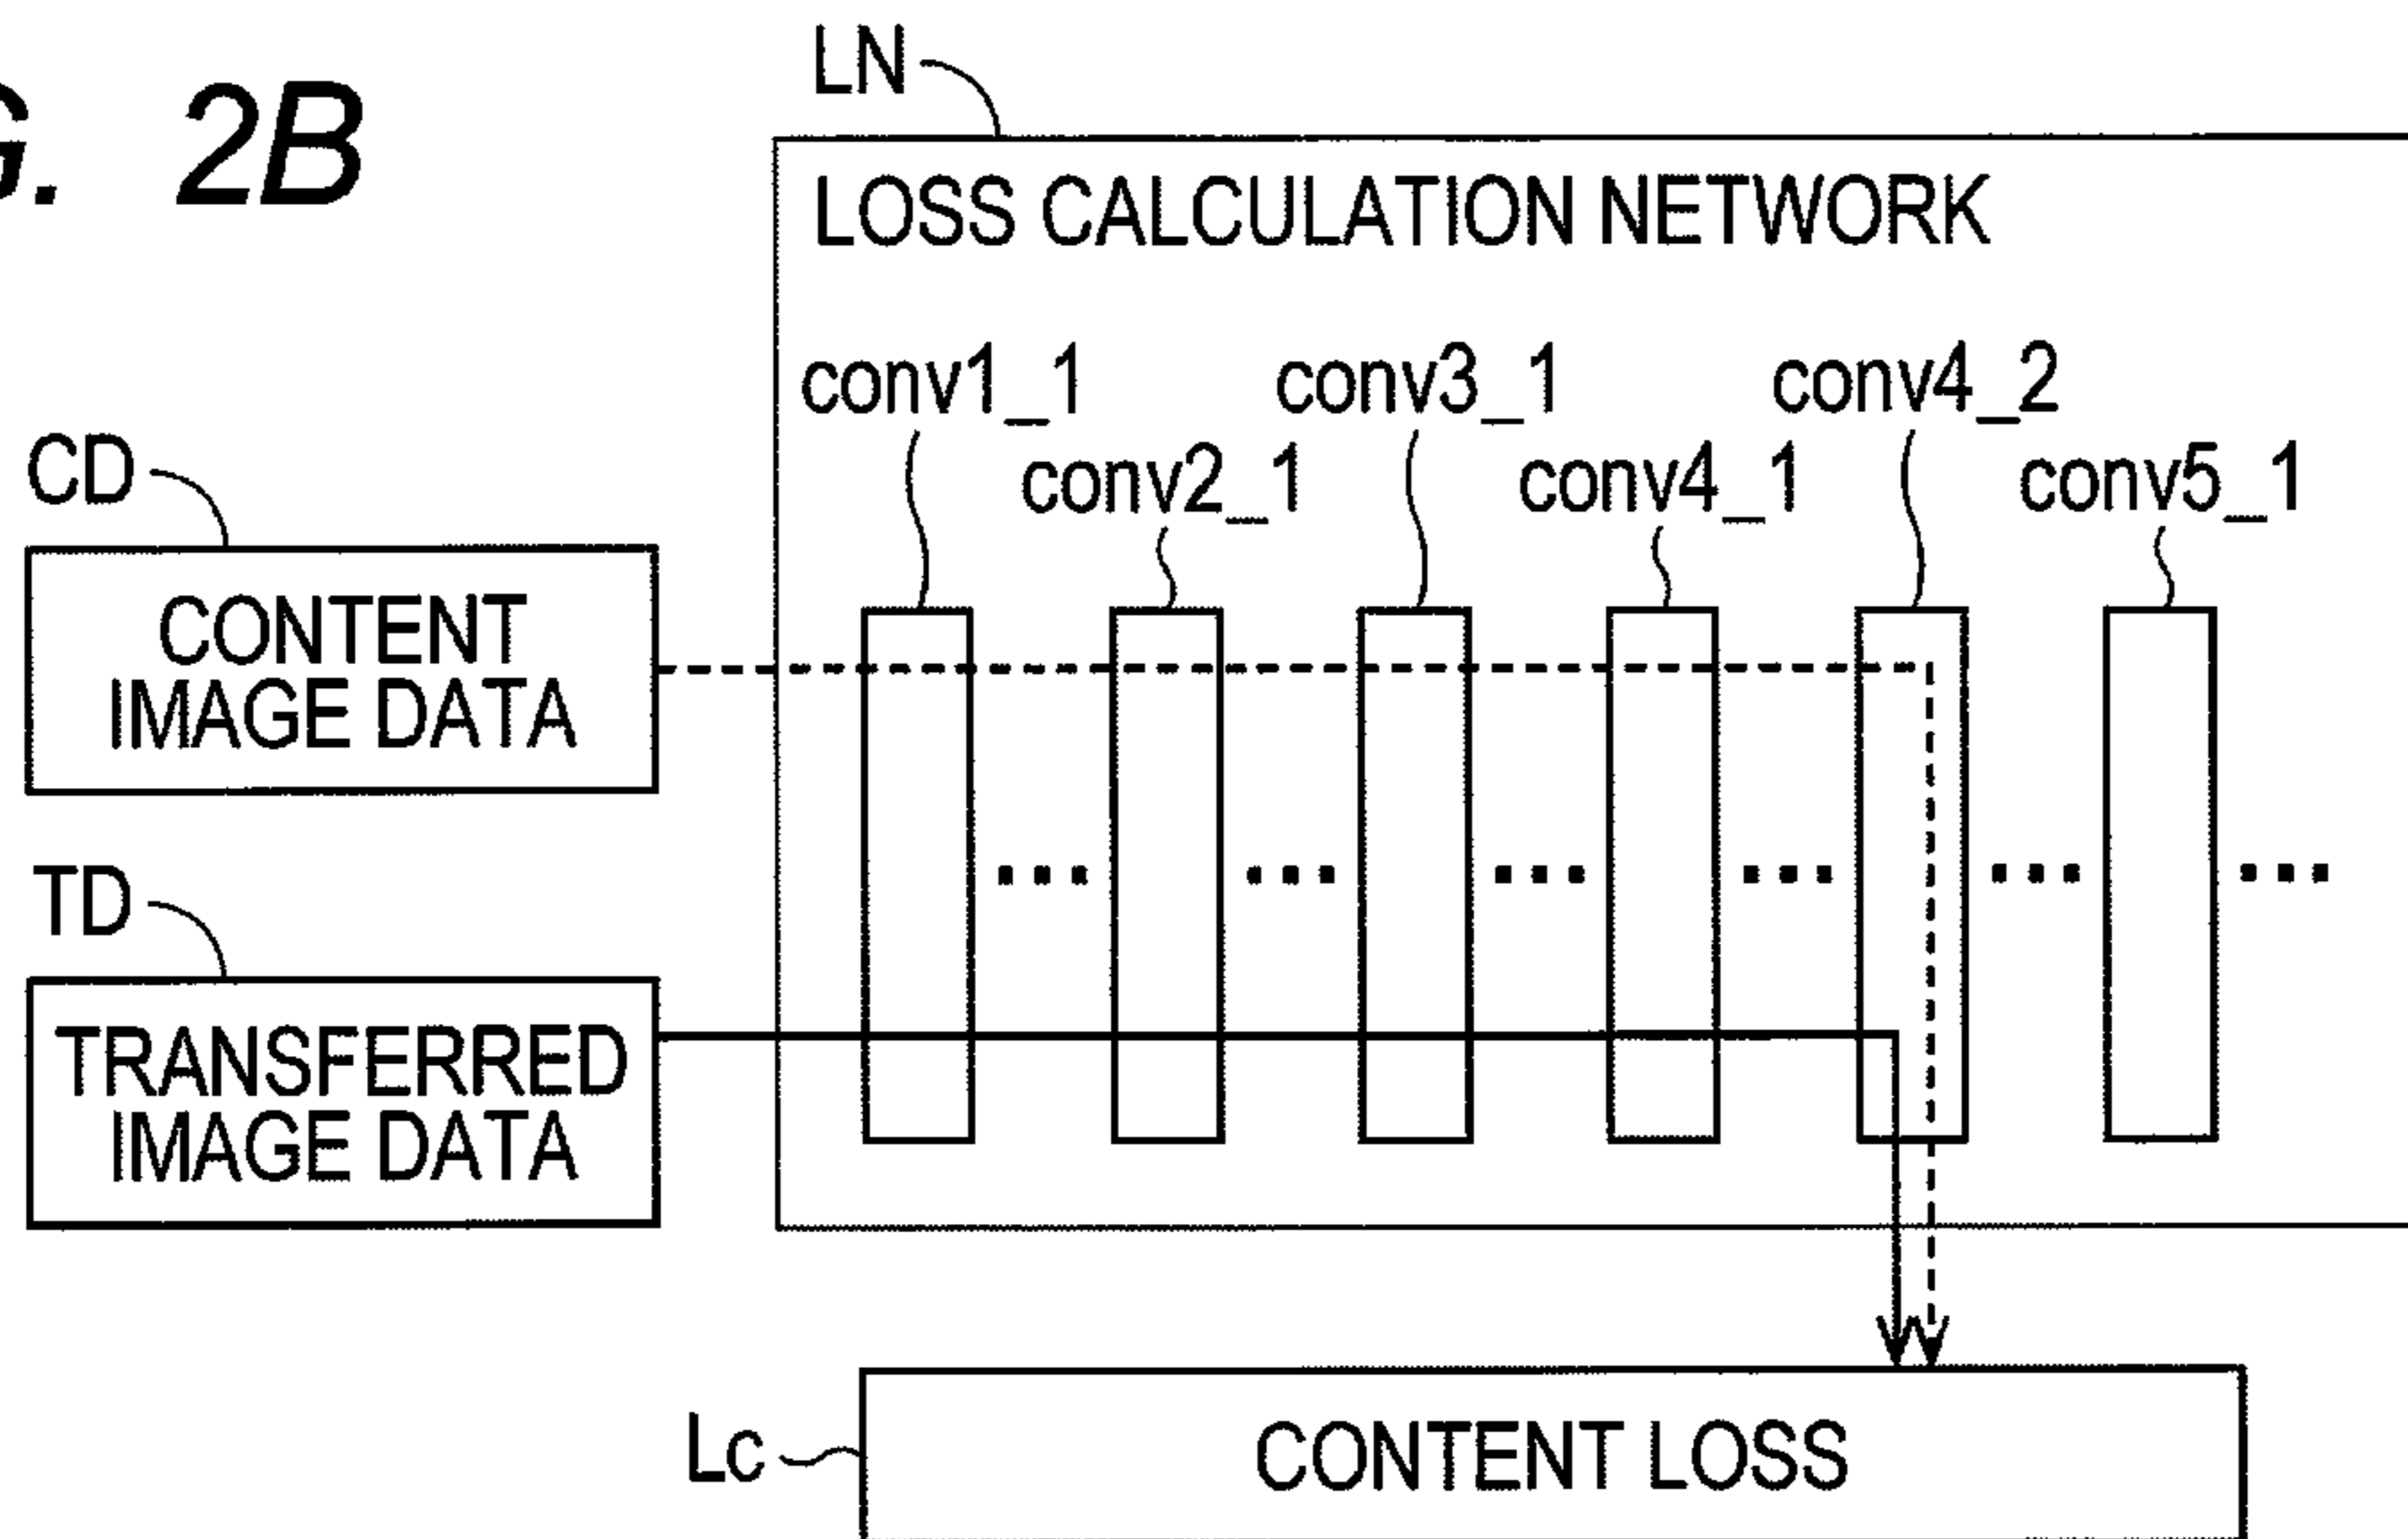 G. 2B
LN
LOSS CALCULATION NETWORK
conv1_1
conv3_1
conv4_2
conv2_1
conv4_1
conv5_1
CD
CONTENT
IMAGE DATA
TD
TRANSFERRED
IMAGE DATA
Lc
CONTENT LOSS